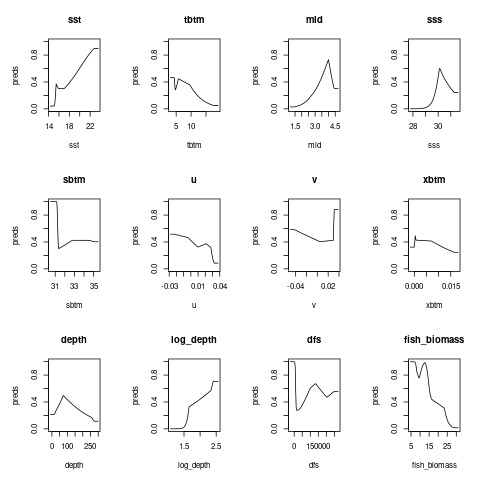 sst tbtm mld sss
preds 0.0 0.4 0.8 preds 0.0 0.4 0.8 preds 0.0 0.4 0.8 preds 0.0 0.4 0.8
14 18 22 5 10 1.5 3.0 4.5 28 30
sst tbtm mld sss
sbtm u v xbtm
preds 0.0 0.4 0.8 preds 0.0 0.4 0.8 preds 0.0 0.4 0.8 preds 0.0 0.4 0.8
31 33 35 -0.03 0.01 0.04 -0.04 0.02 0.000 0.015
sbtm u v xbtm
depth log_depth dfs fish_biomass
preds 0.0 0.4 0.8 preds 0.0 0.4 0.8 preds 0.0 0.4 0.8 preds 0.0 0.4 0.8
0 100 250 1.5 2.5 0 150000 5 15 25
depth log_depth dfs fish_biomass